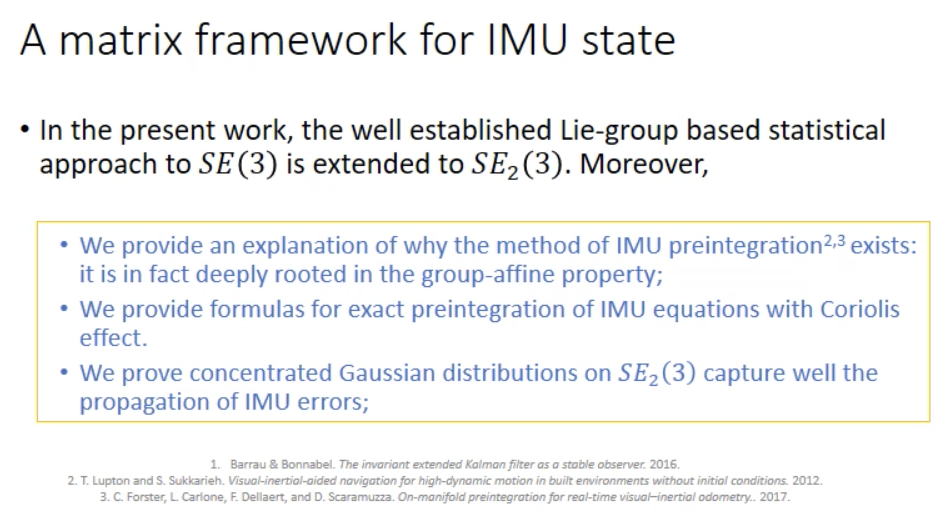 A matrix framework for IMU state
• In the present work, the well established Lie-group based statistical
approach to SE(3) is extended to SE₂(3). Moreover,
• We provide an explanation of why the method of IMU preintegration²,³ exists:
it is in fact deeply rooted in the group-affine property;
• We provide formulas for exact preintegration of IMU equations with Coriolis
effect.
• We prove concentrated Gaussian distributions on SE₂(3) capture well the
propagation of IMU errors;
1. Barrau & Bonnabel. The invariant extended Kalman filter as a stable observer. 2016.
2. T. Lupton and S. Sukkarieh. Visual-inertial-aided navigation for high-dynamic motion in built environments without initial conditions. 2012.
3. C. Forster, L. Carlone, F. Dellaert, and D. Scaramuzza. On-manifold preintegration for real-time visual–inertial odometry.. 2017.